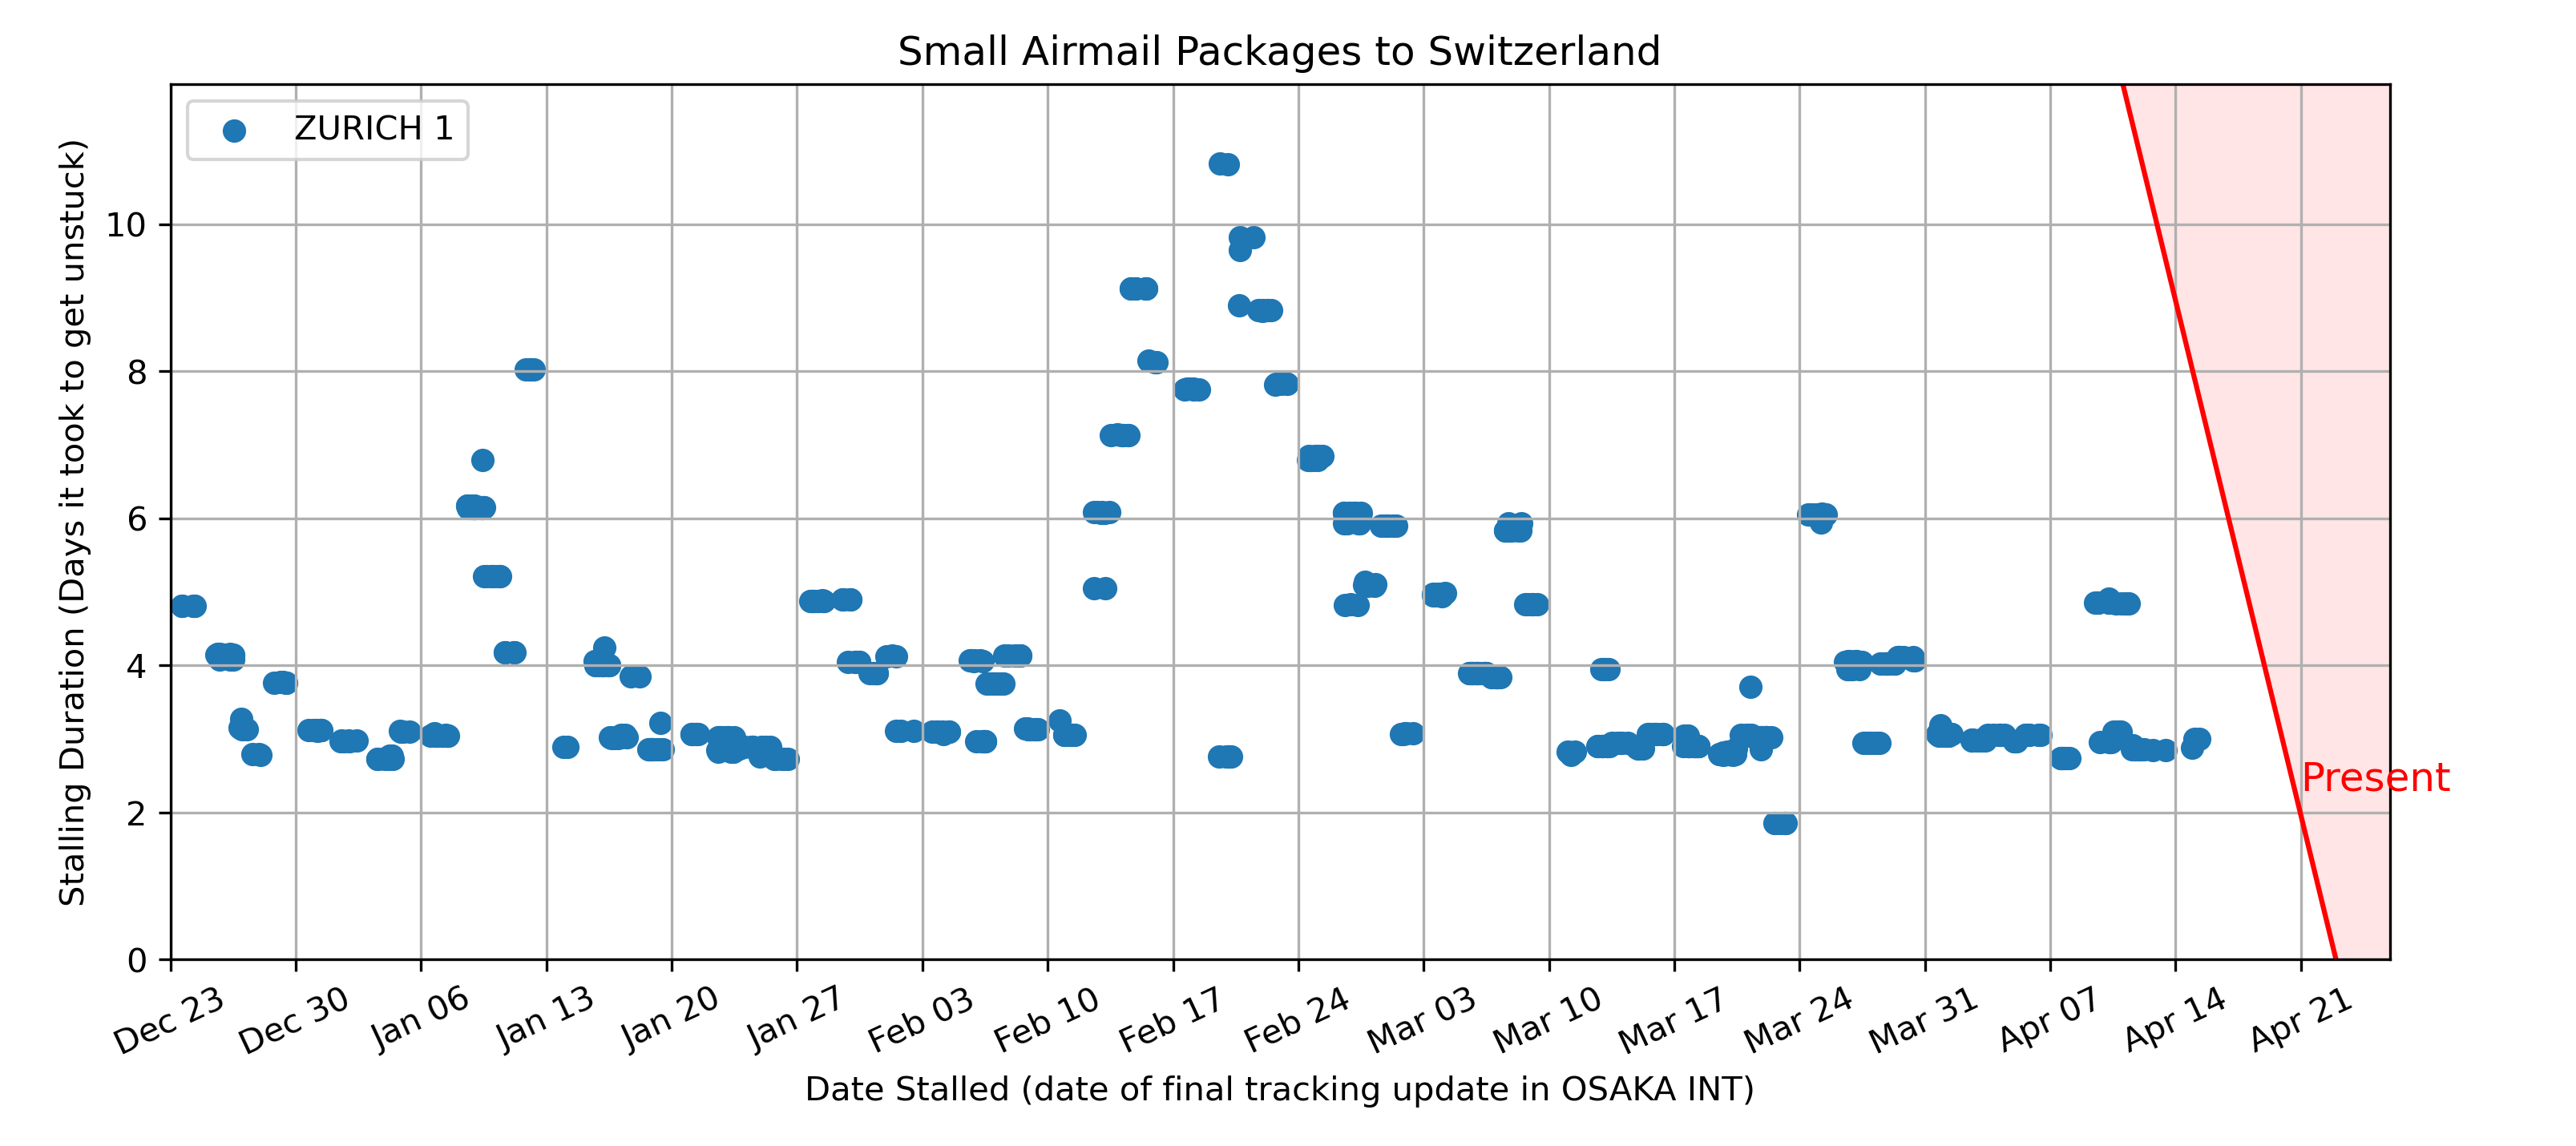 Small Airmail Packages to Switzerland
ZURICH 1
Stalling Duration (Days it took to get unstuck)
10
8
6
4
2
0
Present
Dec 23
Dec 30
Jan 06
Jan 13
Jan 20
Jan 27
Feb 03
Feb 10
Feb 17
Feb 24
Mar 03
Mar 10
Mar 17
Mar 24
Mar 31
Apr 07
Apr 14
Apr 21
Date Stalled (date of final tracking update in OSAKA INT)